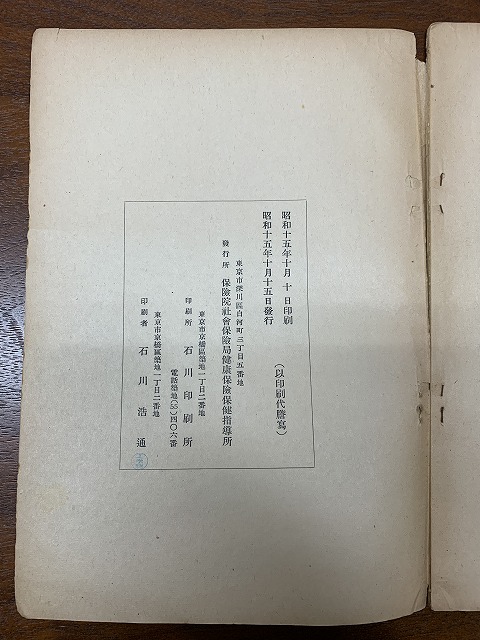 昭和十五年十月十日印刷
昭和十五年十月十五日發行
(以印刷代謄寫)
東京市深川區白河町三丁目五番地
發行所 保險院社會保險局健康保險保健指導所
東京市京橋區築地一丁目二番地
印刷所 石川印刷所
電話築地(55)四〇六番
東京市京橋區築地一丁目二番地
印刷者 石川浩通